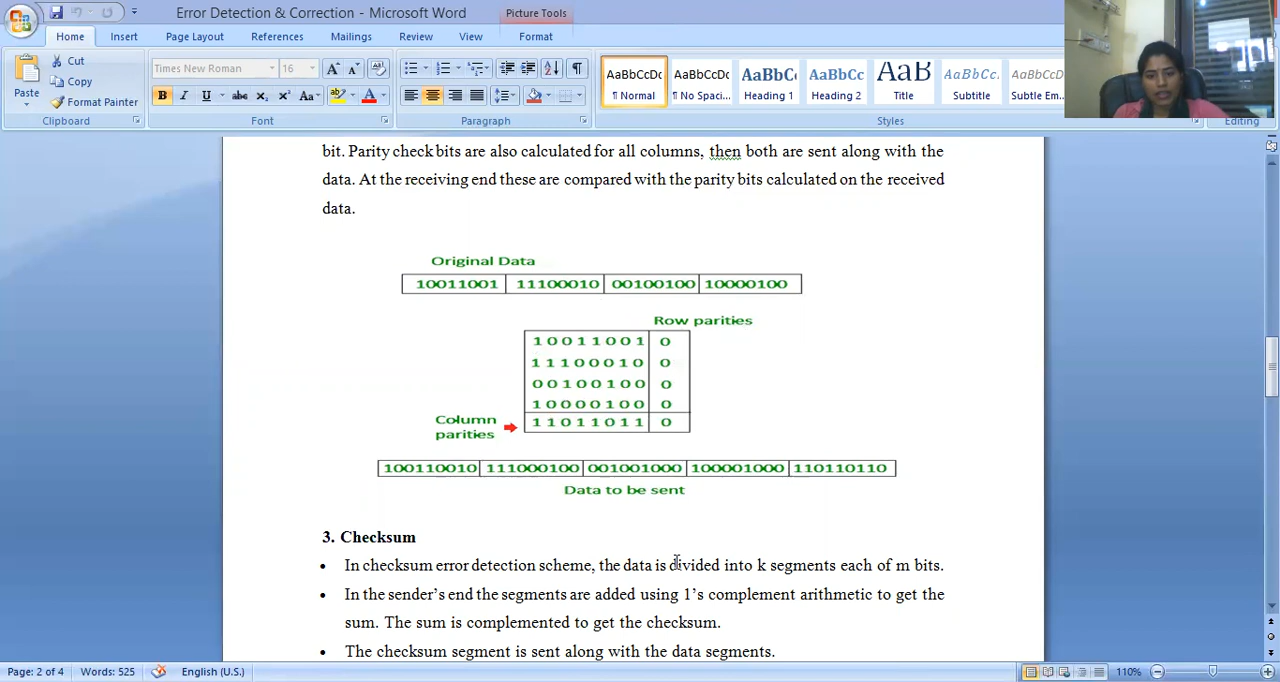 Error Detection & Correction - Microsoft Word
Picture Tools
Home Insert Page Layout References Mailings Review View Format
Cut
Copy
Format Painter
Paste
Clipboard
Times New Roman 16
B I U abc X₂ X² Aa
Font
Paragraph
AaBbCcDc AaBbCcDc AaBbC AaBbCc AaB AaBbCc. AaBbCcDc
¶ Normal ¶ No Spaci... Heading 1 Heading 2 Title Subtitle Subtle Em...
Styles
Editing
bit. Parity check bits are also calculated for all columns, then both are sent along with the
data. At the receiving end these are compared with the parity bits calculated on the received
data.
Original Data
10011001 11100010 00100100 10000100
Row parities
1 0 0 1 1 0 0 1 0
1 1 1 0 0 0 1 0 0
0 0 1 0 0 1 0 0 0
1 0 0 0 0 1 0 0 0
Column
parities
1 1 0 1 1 0 1 1 0
100110010 111000100 001001000 100001000 110110110
Data to be sent
3. Checksum
• In checksum error detection scheme, the data is divided into k segments each of m bits.
• In the sender's end the segments are added using 1's complement arithmetic to get the
sum. The sum is complemented to get the checksum.
• The checksum segment is sent along with the data segments.
Page: 2 of 4 Words: 525 English (U.S.) 110%